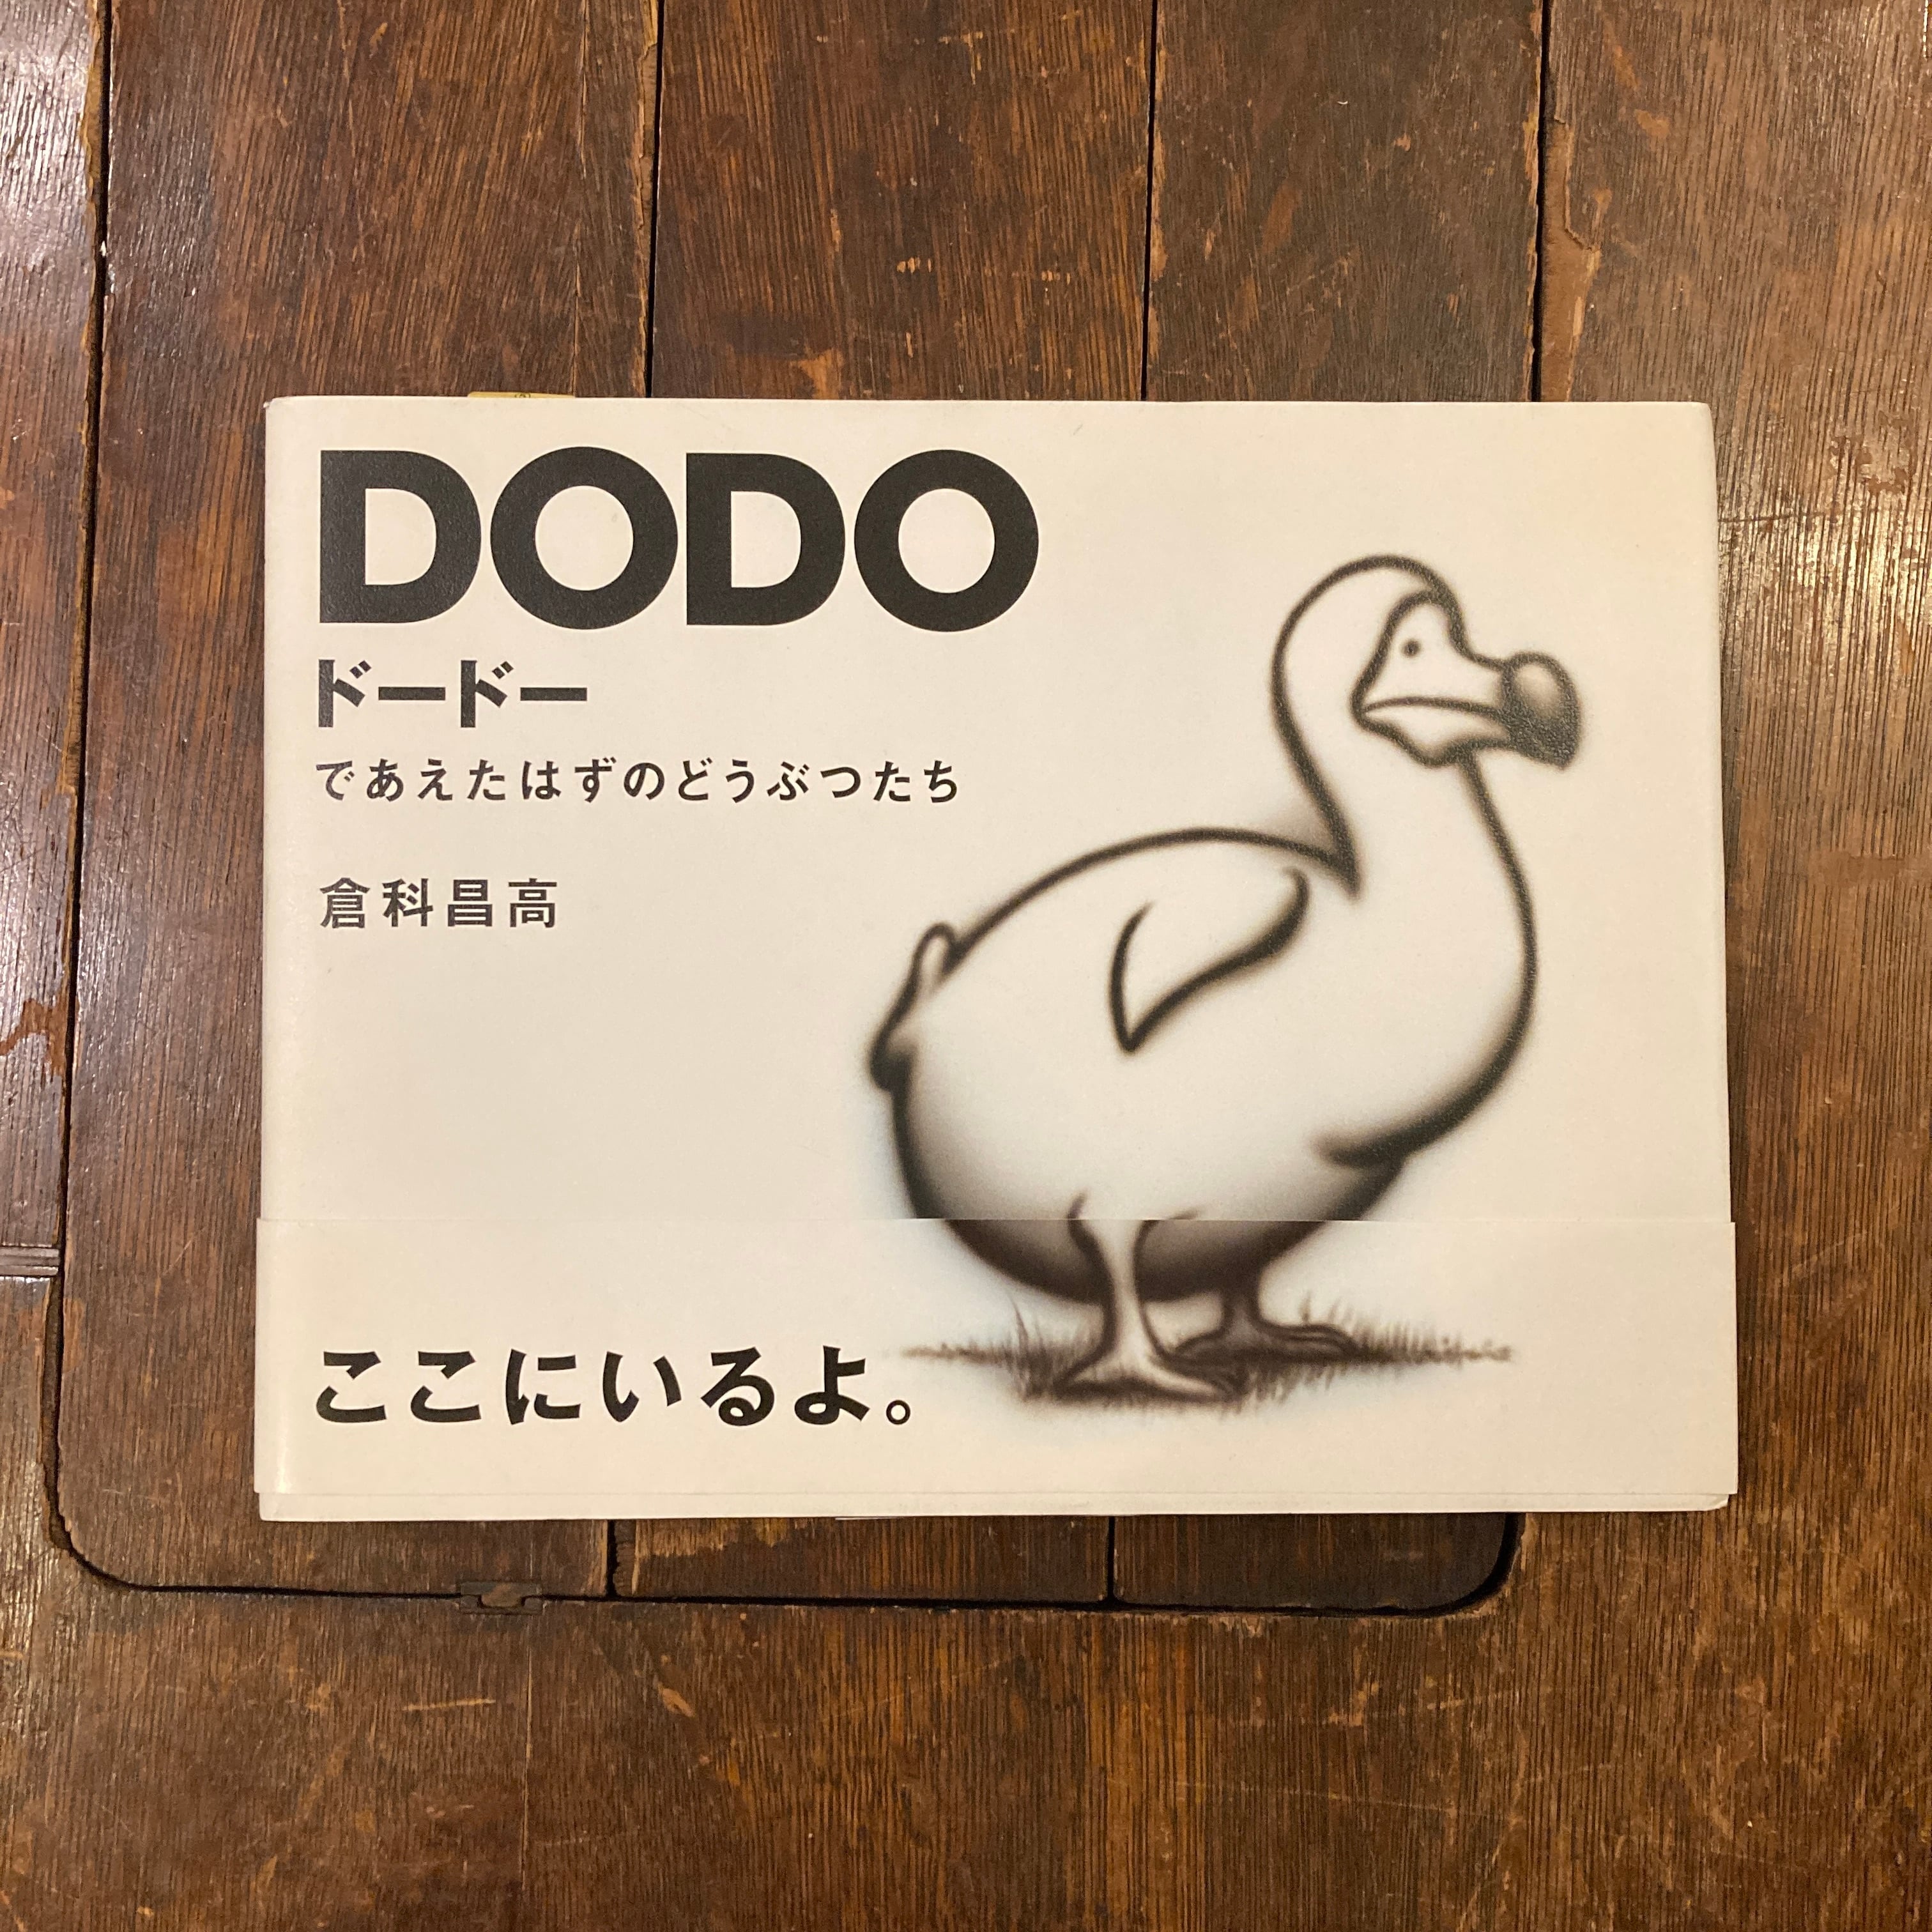 DODO
ドードー
であえたはずのどうぶつたち
倉科昌高
ここにいるよ。